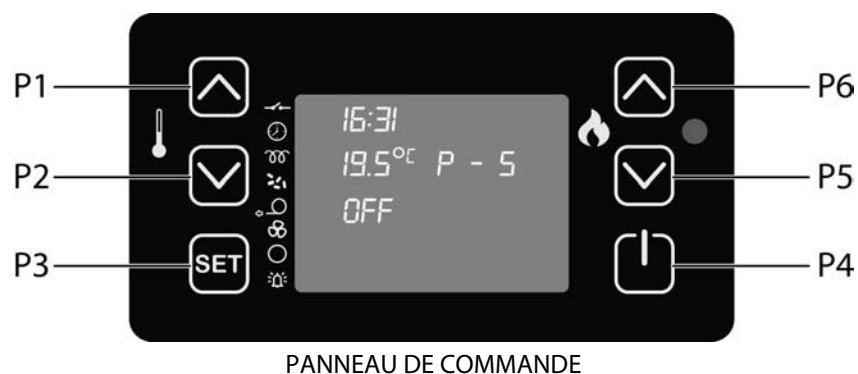 P1
P6
16:31
19.5°C P - 5
P2
P5
OFF
P3
SET
P4
PANNEAU DE COMMANDE